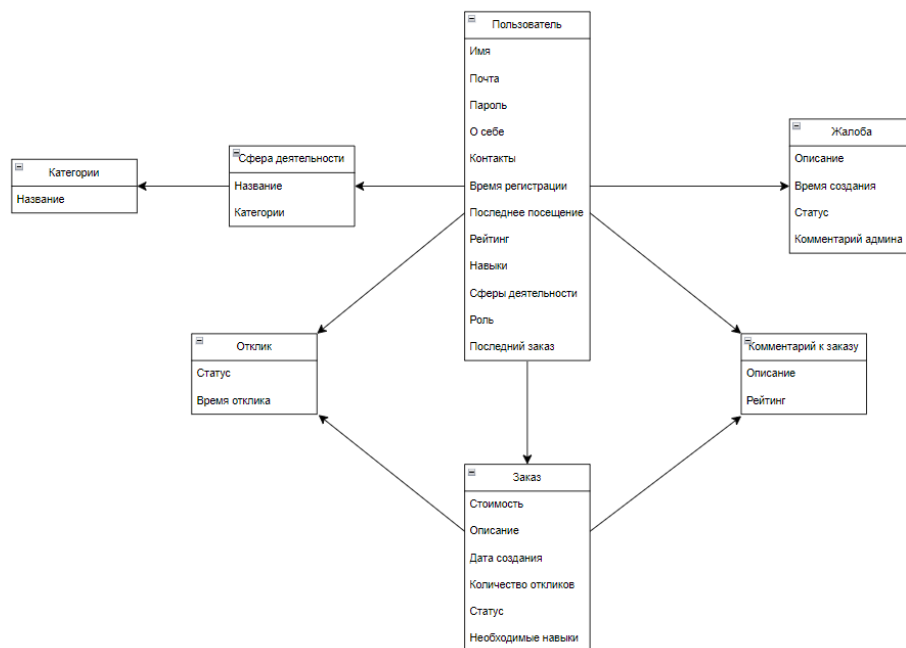 Пользователь
Имя
Почта
Пароль
О себе
Контакты
Время регистрации
Последнее посещение
Рейтинг
Навыки
Сферы деятельности
Роль
Последний заказ
Категории
Название
Сфера деятельности
Название
Категории
Жалоба
Описание
Время создания
Статус
Комментарий админа
Отклик
Статус
Время отклика
Комментарий к заказу
Описание
Рейтинг
Заказ
Стоимость
Описание
Дата создания
Количество откликов
Статус
Необходимые навыки